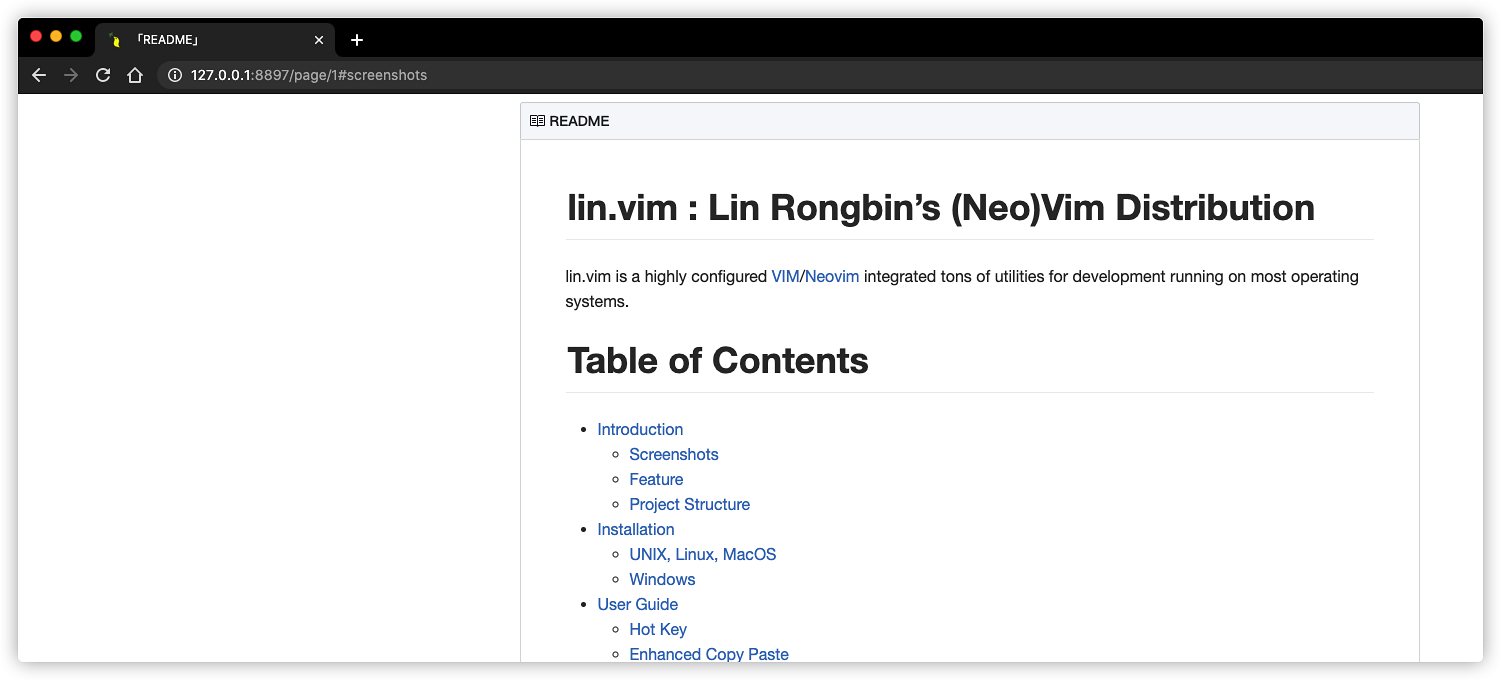 「README」
127.0.0.1:8897/page/1#screenshots
README
lin.vim : Lin Rongbin’s (Neo)Vim Distribution
lin.vim is a highly configured VIM/Neovim integrated tons of utilities for development running on most operating
systems.
Table of Contents
Introduction
Screenshots
Feature
Project Structure
Installation
UNIX, Linux, MacOS
Windows
User Guide
Hot Key
Enhanced Copy Paste